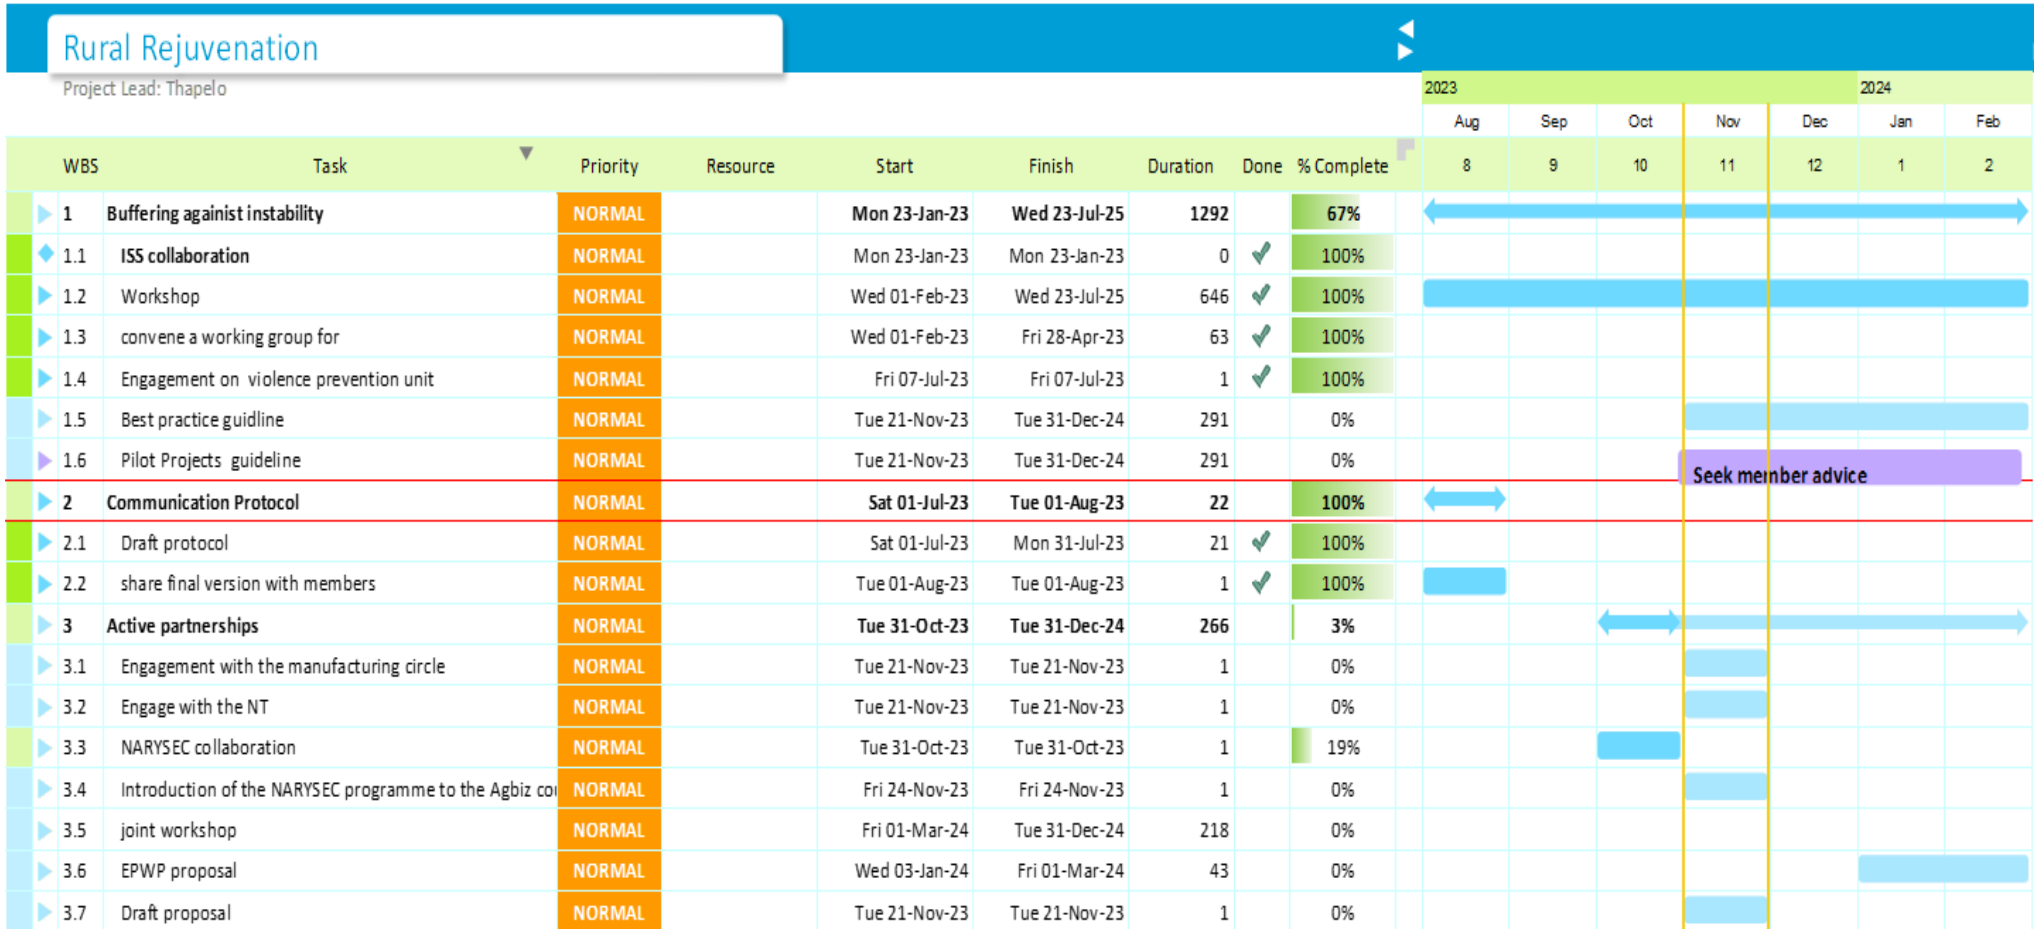 Rural Rejuvenation
Project Lead: Thapelo
2023 2024
Aug Sep Oct Nov Dec Jan Feb
WBS Task Priority Resource Start Finish Duration Done % Complete 8 9 10 11 12 1 2
1 Buffering againist instability NORMAL Mon 23-Jan-23 Wed 23-Jul-25 1292 67%
1.1 ISS collaboration NORMAL Mon 23-Jan-23 Mon 23-Jan-23 0 100%
1.2 Workshop NORMAL Wed 01-Feb-23 Wed 23-Jul-25 646 100%
1.3 convene a working group for NORMAL Wed 01-Feb-23 Fri 28-Apr-23 63 100%
1.4 Engagement on violence prevention unit NORMAL Fri 07-Jul-23 Fri 07-Jul-23 1 100%
1.5 Best practice guidline NORMAL Tue 21-Nov-23 Tue 31-Dec-24 291 0%
1.6 Pilot Projects guideline NORMAL Tue 21-Nov-23 Tue 31-Dec-24 291 0%
Seek member advice
2 Communication Protocol NORMAL Sat 01-Jul-23 Tue 01-Aug-23 22 100%
2.1 Draft protocol NORMAL Sat 01-Jul-23 Mon 31-Jul-23 21 100%
2.2 share final version with members NORMAL Tue 01-Aug-23 Tue 01-Aug-23 1 100%
3 Active partnerships NORMAL Tue 31-Oct-23 Tue 31-Dec-24 266 3%
3.1 Engagement with the manufacturing circle NORMAL Tue 21-Nov-23 Tue 21-Nov-23 1 0%
3.2 Engage with the NT NORMAL Tue 21-Nov-23 Tue 21-Nov-23 1 0%
3.3 NARYSEC collaboration NORMAL Tue 31-Oct-23 Tue 31-Oct-23 1 19%
3.4 Introduction of the NARYSEC programme to the Agbiz NORMAL Fri 24-Nov-23 Fri 24-Nov-23 1 0%
3.5 joint workshop NORMAL Fri 01-Mar-24 Tue 31-Dec-24 218 0%
3.6 EPWP proposal NORMAL Wed 03-Jan-24 Fri 01-Mar-24 43 0%
3.7 Draft proposal NORMAL Tue 21-Nov-23 Tue 21-Nov-23 1 0%